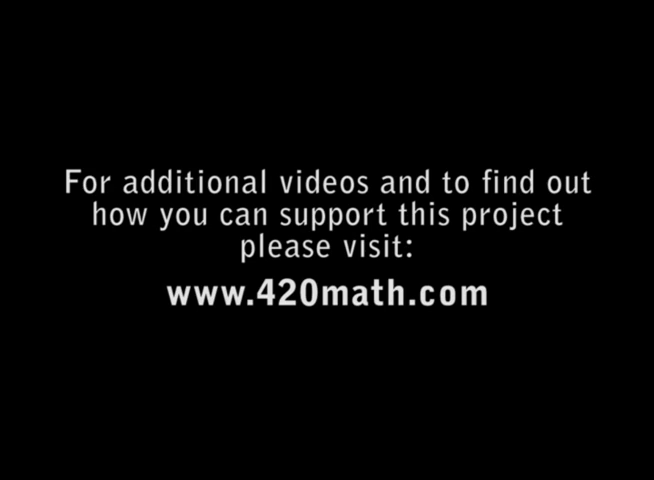 For additional videos and to find out
how you can support this project
please visit:
www.420math.com